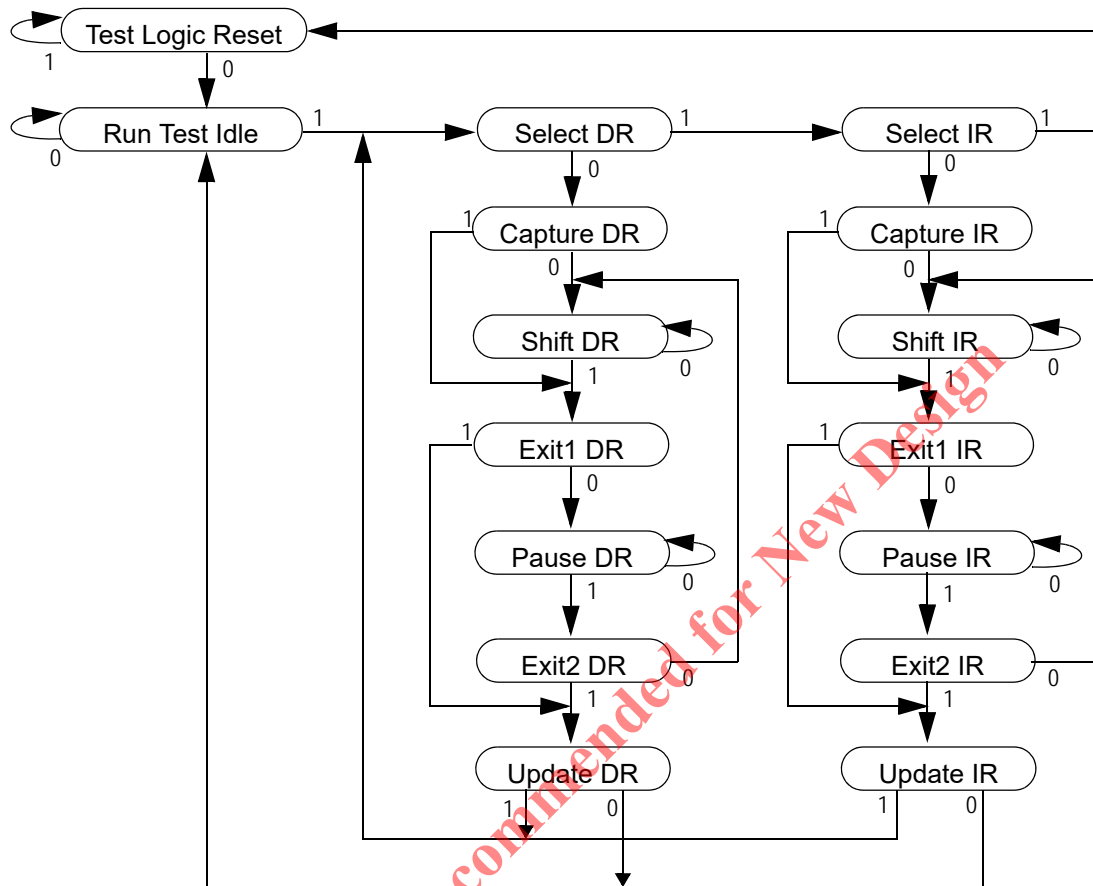 Test Logic Reset
1
0
Run Test Idle
1
Select DR
1
Select IR
1
0
0
0
1
Capture DR
1
Capture IR
0
0
Shift DR
0
Shift IR
0
1
1
1
Exit1 DR
1
Exit1 IR
0
0
Pause DR
0
Pause IR
0
1
1
Exit2 DR
0
Exit2 IR
0
1
1
Update DR
Update IR
1
0
1
0
commended for New Design